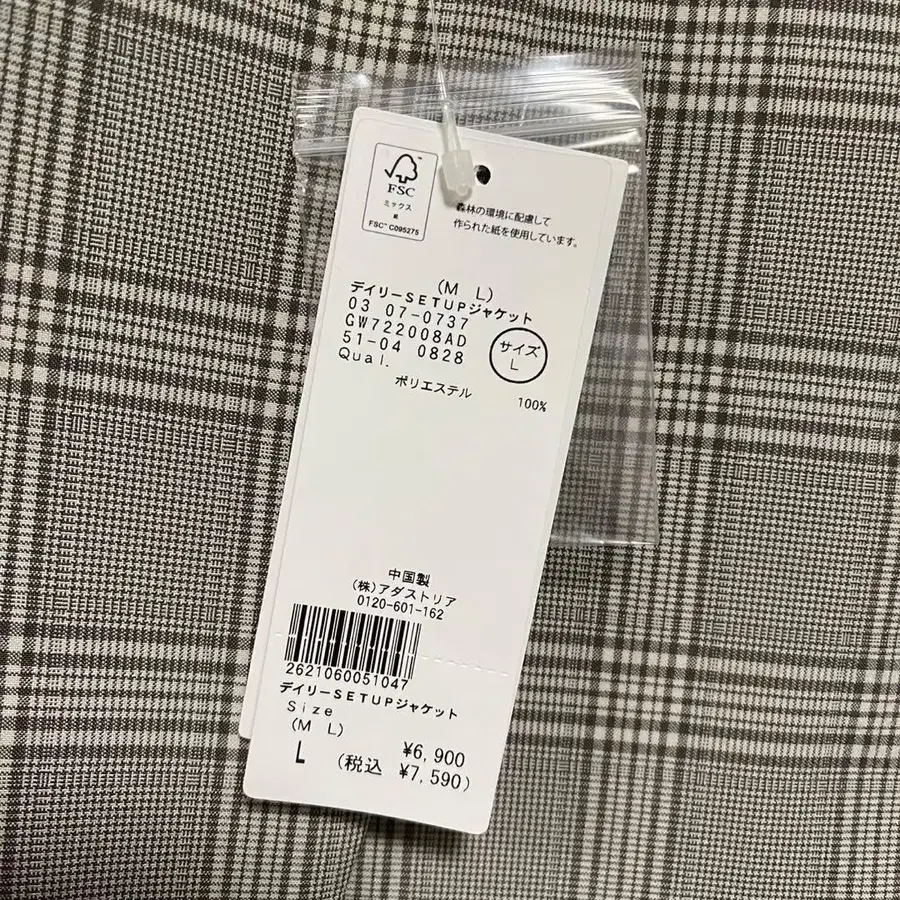 FSC™
ミックス
紙
FSC™ C095275
森林の環境に配慮して
作られた紙を使用しています。
(M L)
デイリーSETUPジャケット
03 07-0737
GW722008AD
51-04 0828
サイズ
L
Qual.
ポリエステル 100%
中国製
(株)アダストリア
0120-601-162
2621060051047
デイリーSETUPジャケット
Size
(M L)
L
¥6,900
(税込 ¥7,590)